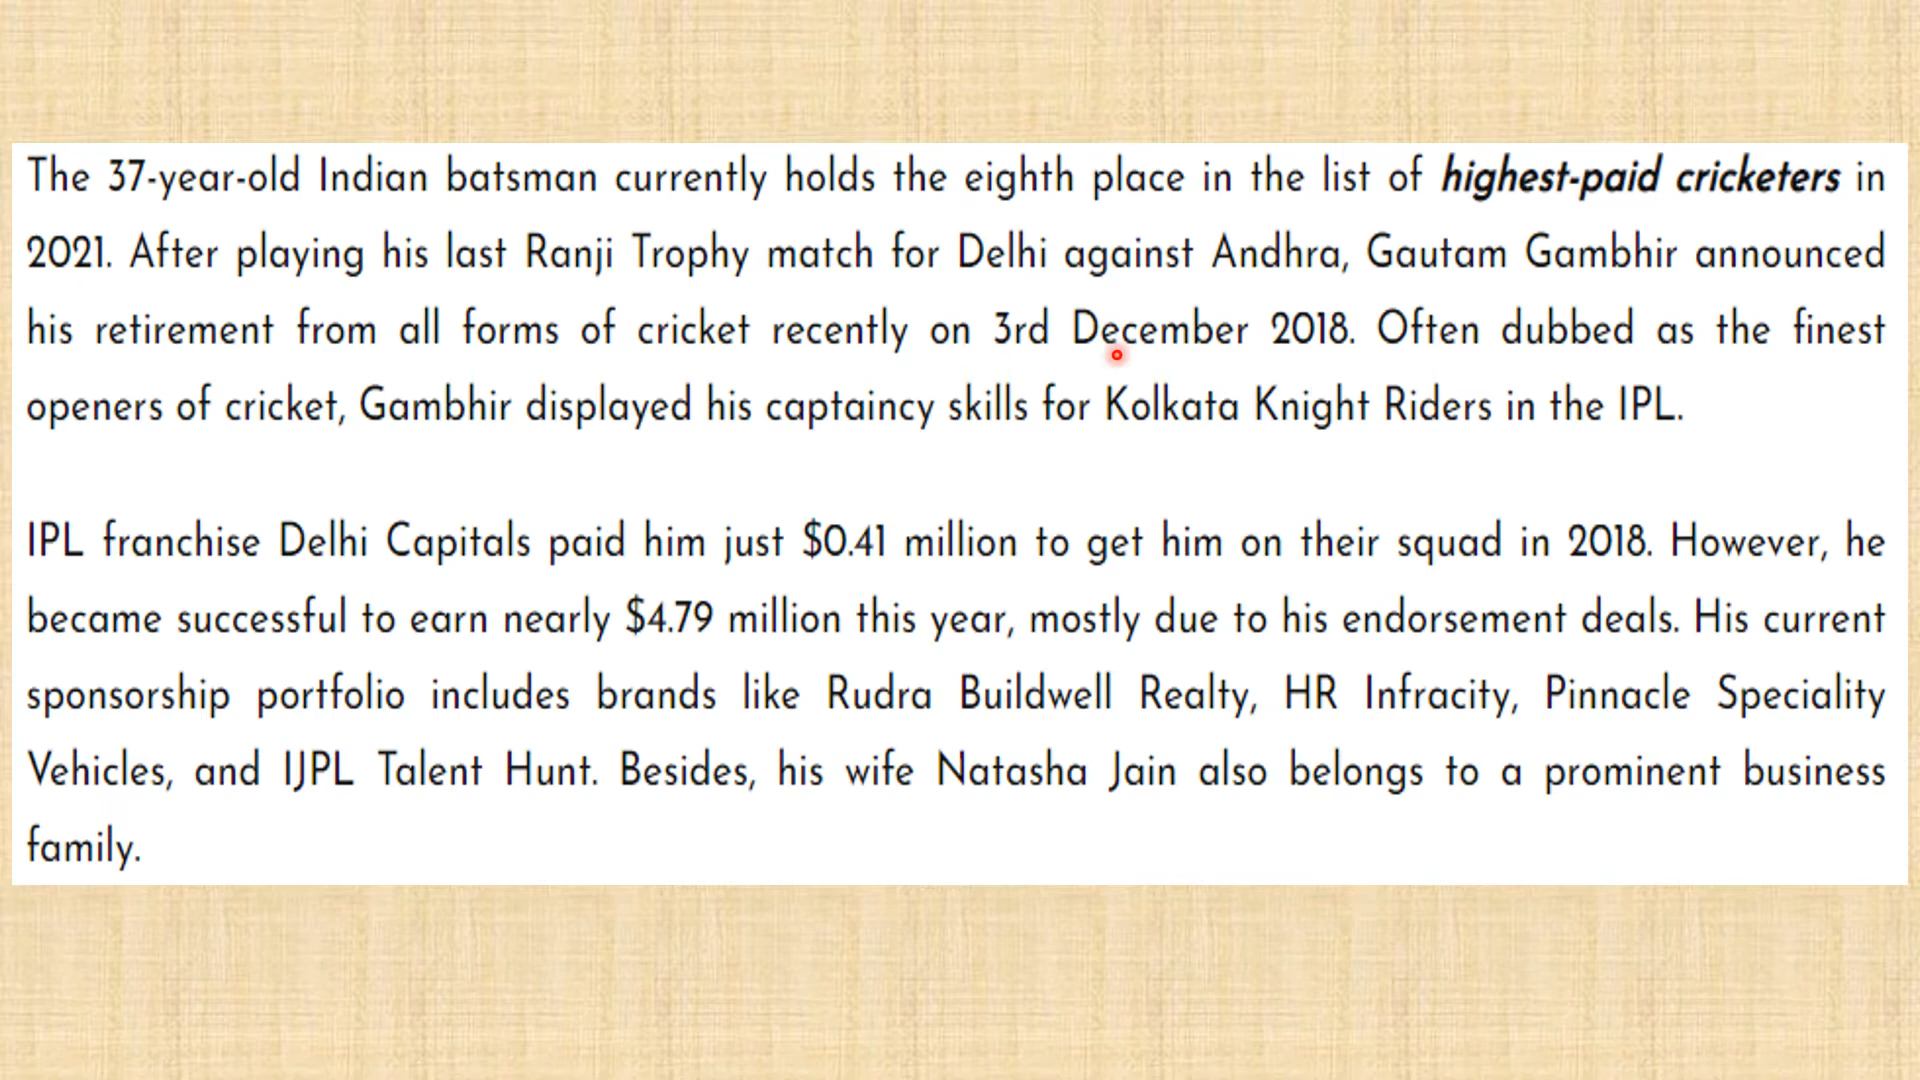 The 37-year-old Indian batsman currently holds the eighth place in the list of highest-paid cricketers in
2021. After playing his last Ranji Trophy match for Delhi against Andhra, Gautam Gambhir announced
his retirement from all forms of cricket recently on 3rd December 2018. Often dubbed as the finest
openers of cricket, Gambhir displayed his captaincy skills for Kolkata Knight Riders in the IPL.
IPL franchise Delhi Capitals paid him just $0.41 million to get him on their squad in 2018. However, he
became successful to earn nearly $4.79 million this year, mostly due to his endorsement deals. His current
sponsorship portfolio includes brands like Rudra Buildwell Realty, HR Infracity, Pinnacle Speciality
Vehicles, and IJPL Talent Hunt. Besides, his wife Natasha Jain also belongs to a prominent business
family.